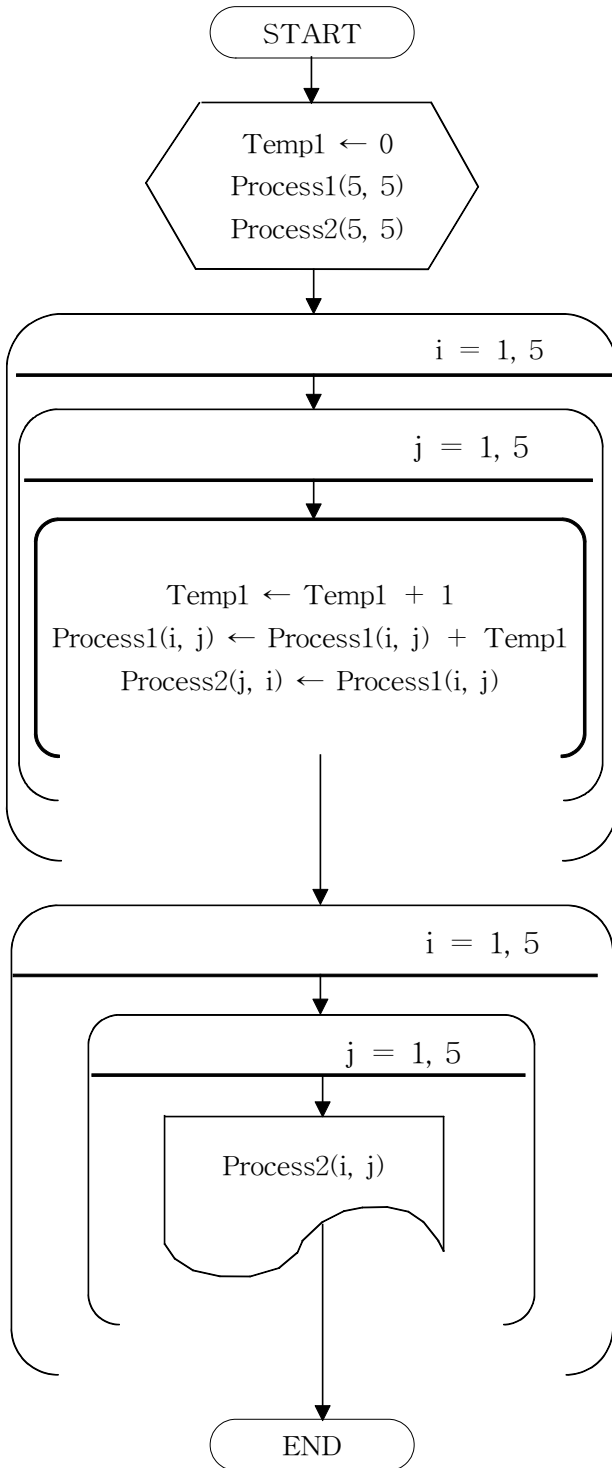 START
Temp1 ← 0
Process1(5, 5)
Process2(5, 5)
i = 1, 5
j = 1, 5
Temp1 ← Temp1 + 1
Process1(i, j) ← Process1(i, j) + Temp1
Process2(j, i) ← Process1(i, j)
i = 1, 5
j = 1, 5
Process2(i, j)
END